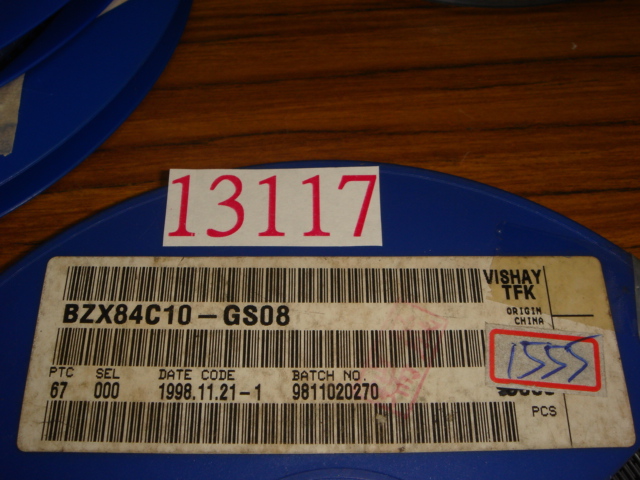 13117
VISHAY
TFK
BZX84C10-GS08
ORIGIN
CHINA
1555
PTC SEL DATE CODE BATCH NO.
67 000 1998.11.21-1 9811020270
PCS